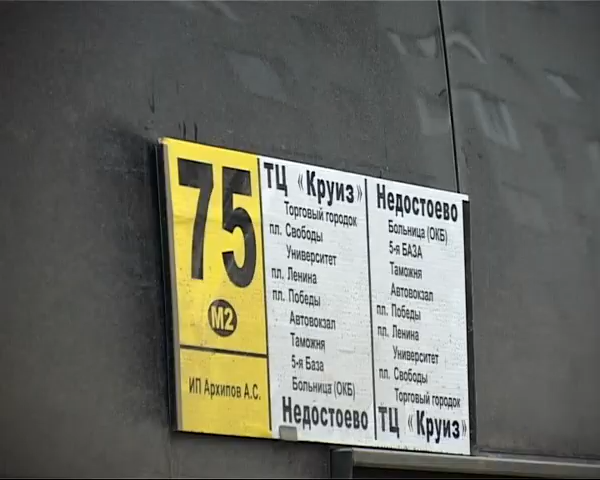 75
М2
ИП Архипов А.С.
ТЦ «Круиз»
Торговый городок
пл. Свободы
Университет
пл. Ленина
пл. Победы
Автовокзал
Таможня
5-я База
Больница (ОКБ)
Недостоево
Недостоево
Больница (ОКБ)
5-я БАЗА
Таможня
Автовокзал
пл. Победы
пл. Ленина
Университет
пл. Свободы
Торговый городок
ТЦ «Круиз»